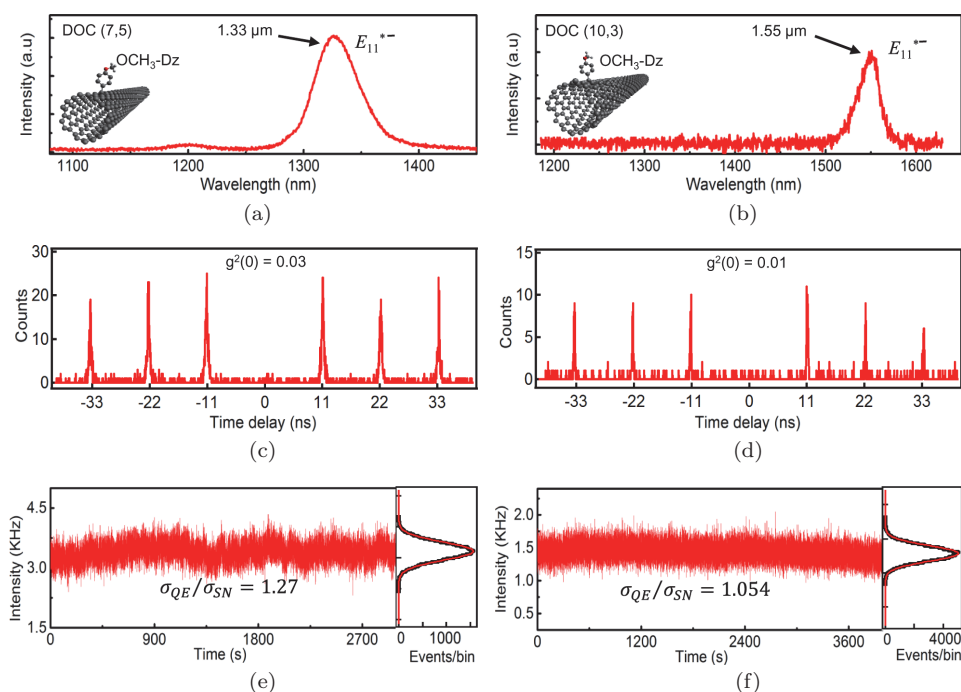 DOC (7,5)
1.33 µm
E₁₁*⁻
OCH₃-Dz
Intensity (a.u)
1100 1200 1300 1400
Wavelength (nm)
(a)
DOC (10,3)
1.55 µm
E₁₁*⁻
OCH₃-Dz
Intensity (a.u)
1200 1300 1400 1500 1600
Wavelength (nm)
(b)
30
20
10
0
Counts
g²(0) = 0.03
-33 -22 -11 0 11 22 33
Time delay (ns)
(c)
15
10
5
0
Counts
g²(0) = 0.01
-33 -22 -11 0 11 22 33
Time delay (ns)
(d)
4.5
3.0
1.5
Intensity (KHz)
σ_QE/σ_SN = 1.27
0 900 1800 2700
Time (s)
0 1000
Events/bin
(e)
2.0
1.5
1.0
0.5
Intensity (KHz)
σ_QE/σ_SN = 1.054
0 1200 2400 3600
Time (s)
0 4000
Events/bin
(f)